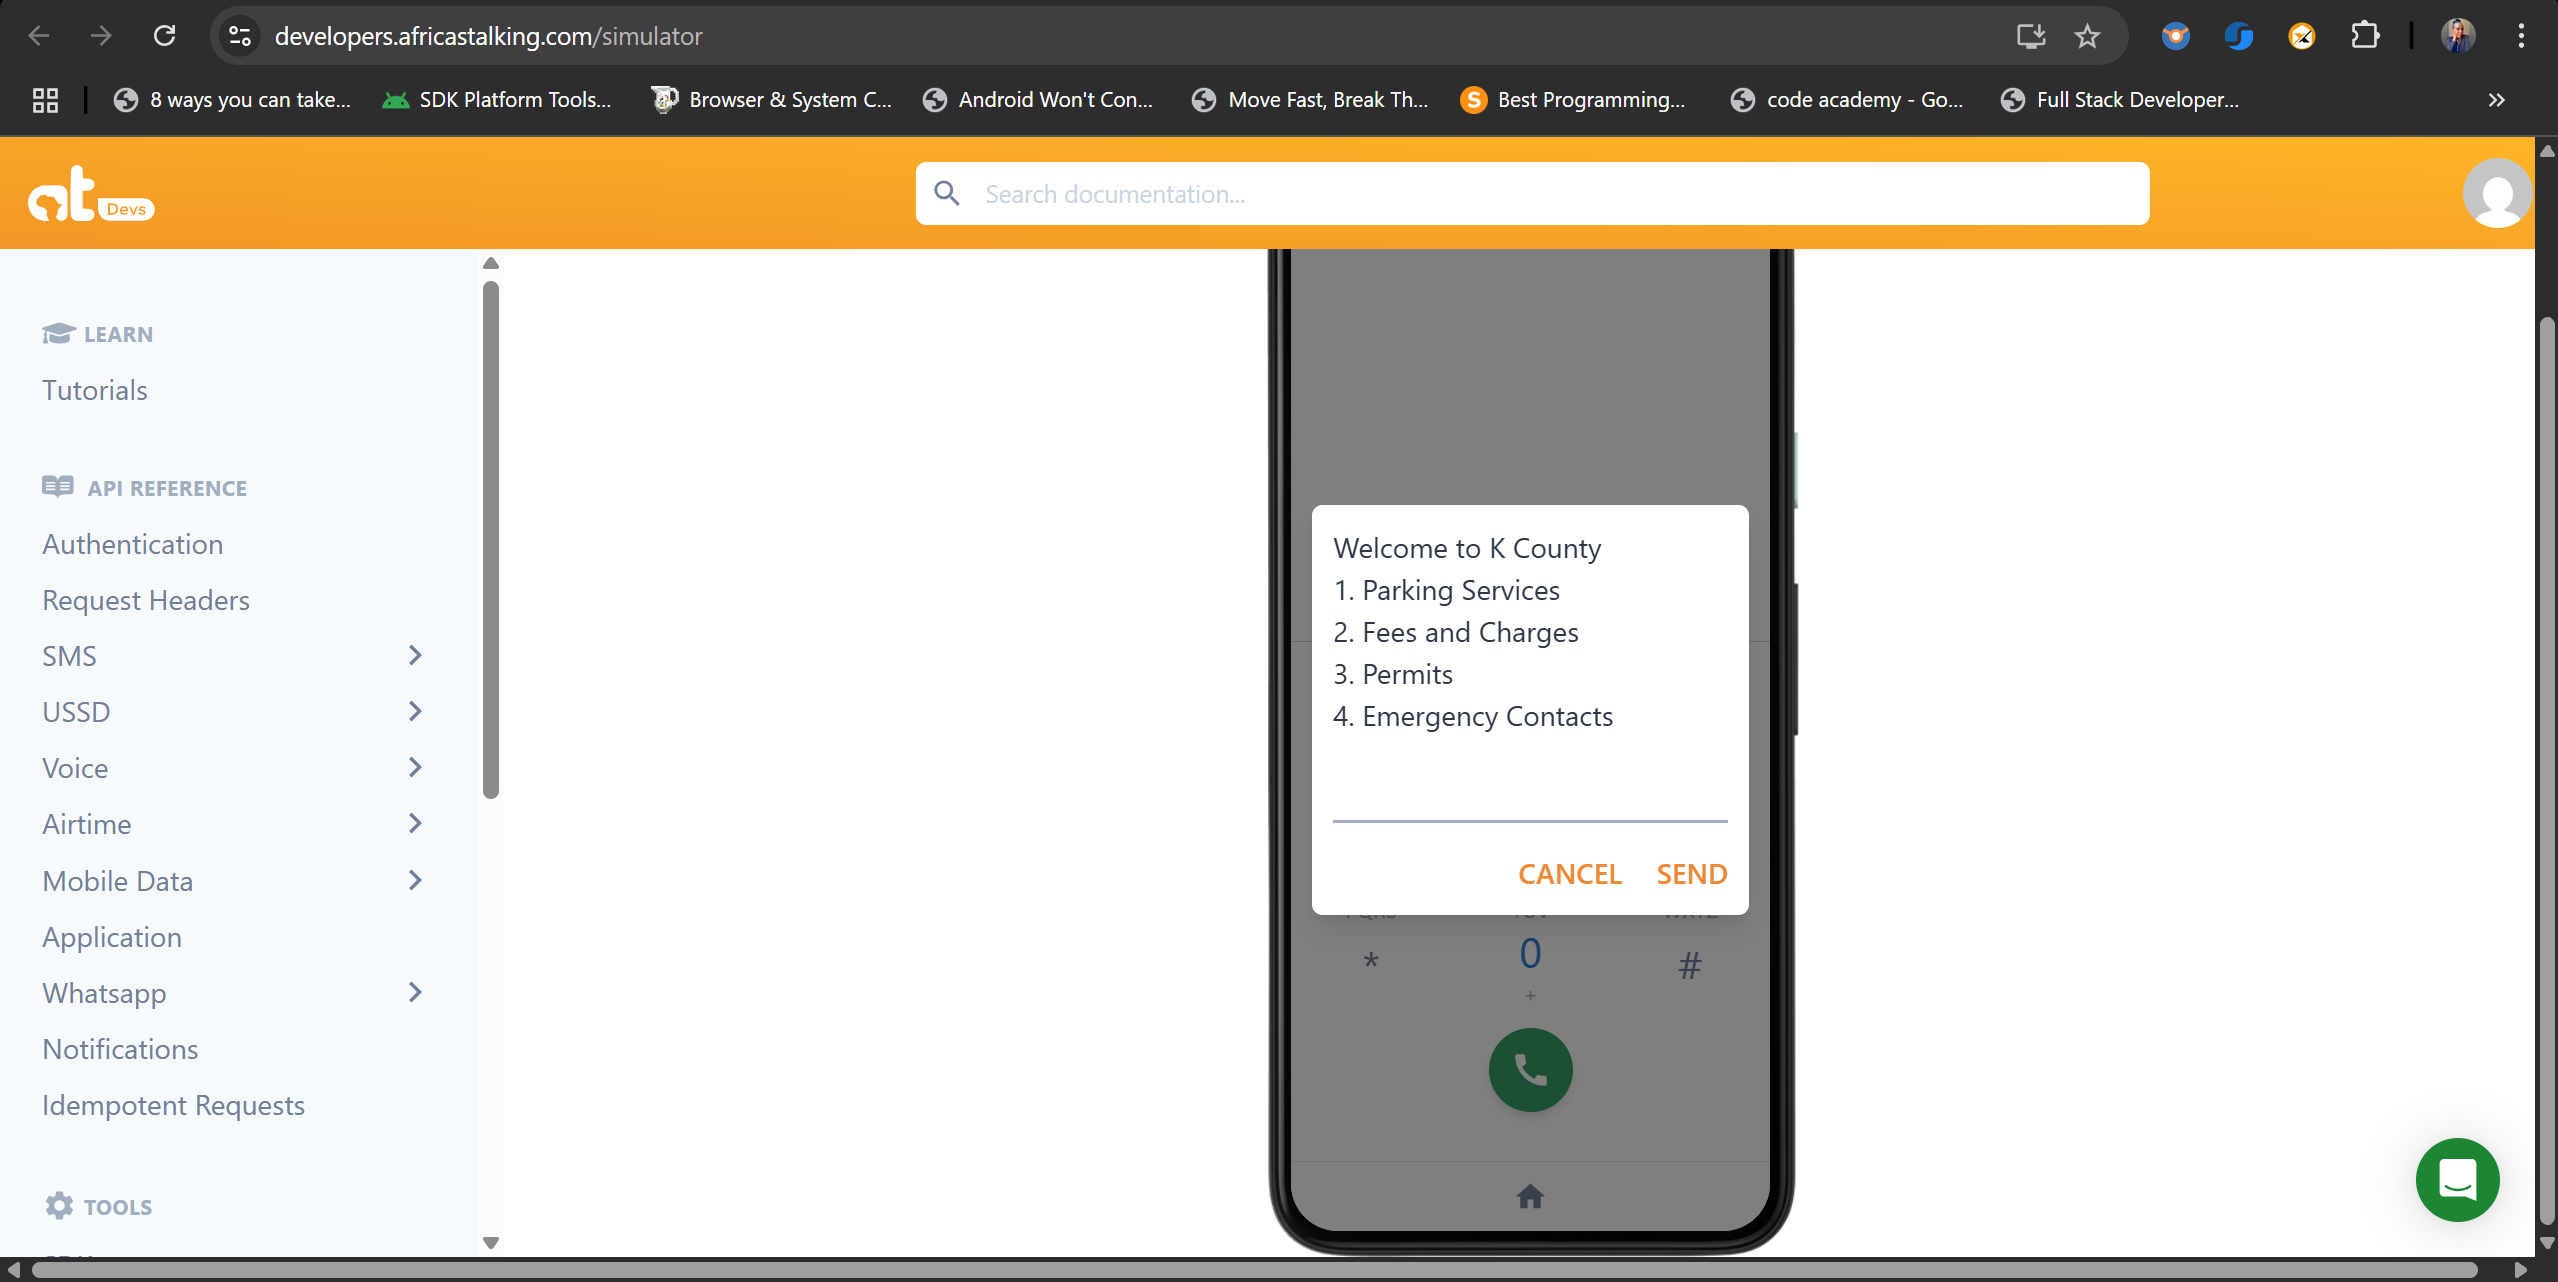 developers.africastalking.com/simulator
8 ways you can take...
SDK Platform Tools...
Browser & System C...
Android Won't Con...
Move Fast, Break Th...
Best Programming...
code academy - Go...
Full Stack Developer...
at Devs
Search documentation...
LEARN
Tutorials
API REFERENCE
Authentication
Request Headers
SMS
USSD
Voice
Airtime
Mobile Data
Application
Whatsapp
Notifications
Idempotent Requests
TOOLS
Welcome to K County
1. Parking Services
2. Fees and Charges
3. Permits
4. Emergency Contacts
CANCEL SEND
* 0 #
+